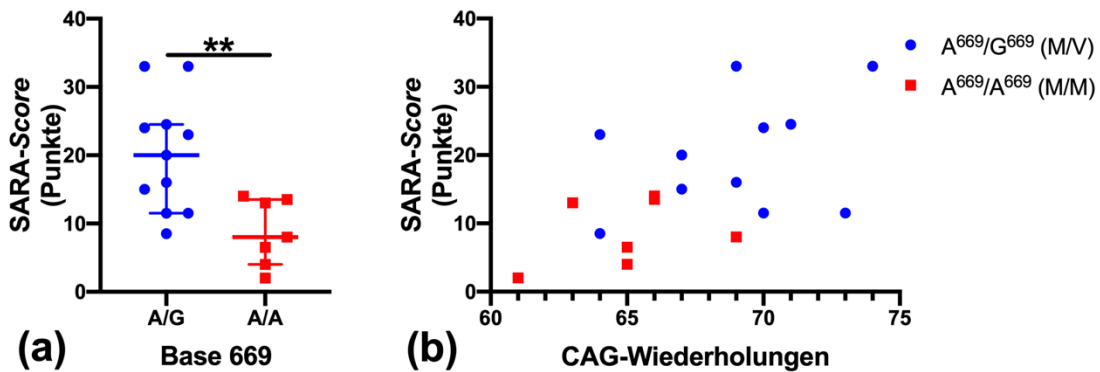 SARA-Score
(Punkte)
40
30
20
10
0
**
A/G
A/A
Base 669
(a)
SARA-Score
(Punkte)
40
30
20
10
0
60
65
70
75
CAG-Wiederholungen
(b)
A⁶⁶⁹/G⁶⁶⁹ (M/V)
A⁶⁶⁹/A⁶⁶⁹ (M/M)